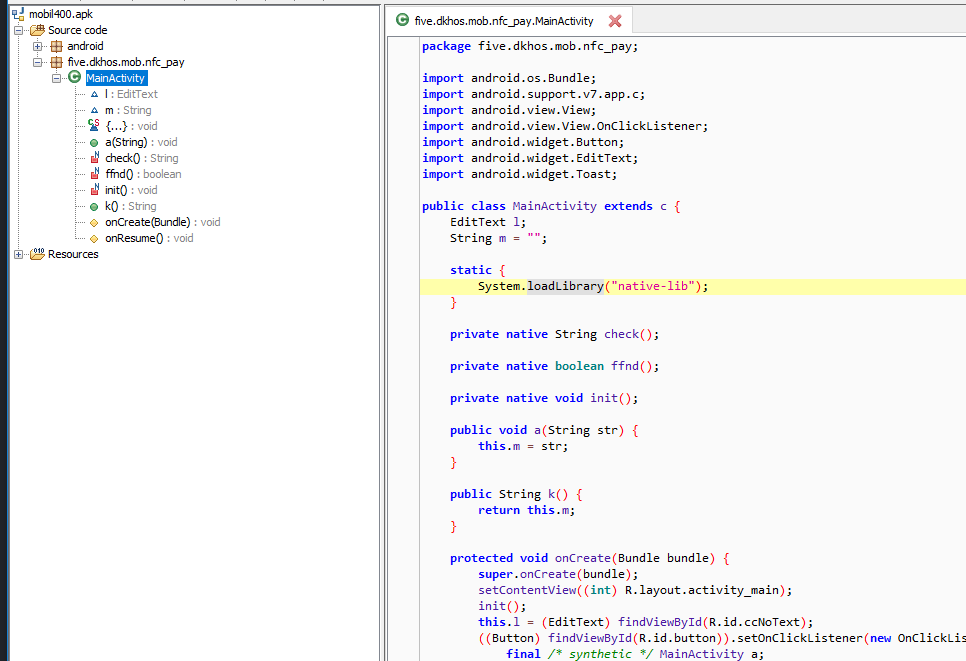 mobil400.apk
Source code
android
five.dkhos.mob.nfc_pay
MainActivity
l : EditText
m : String
{...} : void
a(String) : void
check() : String
ffnd() : boolean
init() : void
k() : String
onCreate(Bundle) : void
onResume() : void
Resources
five.dkhos.mob.nfc_pay.MainActivity
package five.dkhos.mob.nfc_pay;
import android.os.Bundle;
import android.support.v7.app.c;
import android.view.View;
import android.view.View.OnClickListener;
import android.widget.Button;
import android.widget.EditText;
import android.widget.Toast;
public class MainActivity extends c {
EditText l;
String m = "";
static {
System.loadLibrary("native-lib");
}
private native String check();
private native boolean ffnd();
private native void init();
public void a(String str) {
this.m = str;
}
public String k() {
return this.m;
}
protected void onCreate(Bundle bundle) {
super.onCreate(bundle);
setContentView((int) R.layout.activity_main);
init();
this.l = (EditText) findViewById(R.id.ccNoText);
((Button) findViewById(R.id.button)).setOnClickListener(new OnClickLis
final /* synthetic */ MainActivity a;